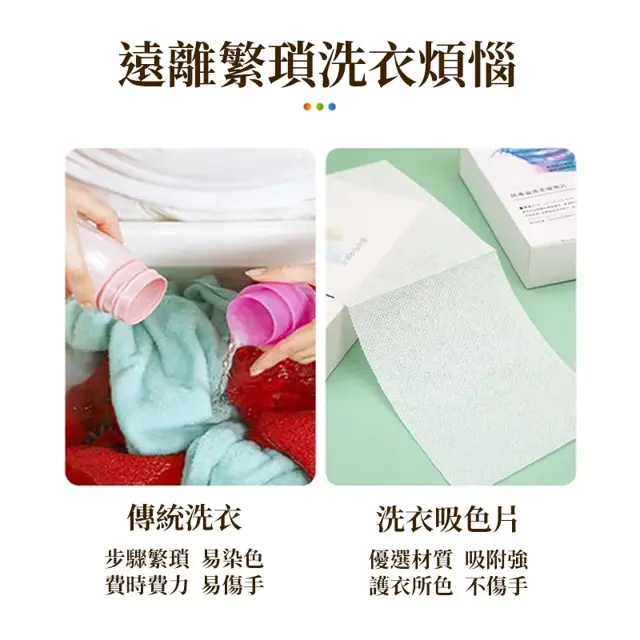 遠離繁瑣洗衣煩惱
傳統洗衣
步驟繁瑣 易染色
費時費力 易傷手
洗衣吸色片
優選材質 吸附強
護衣所色 不傷手